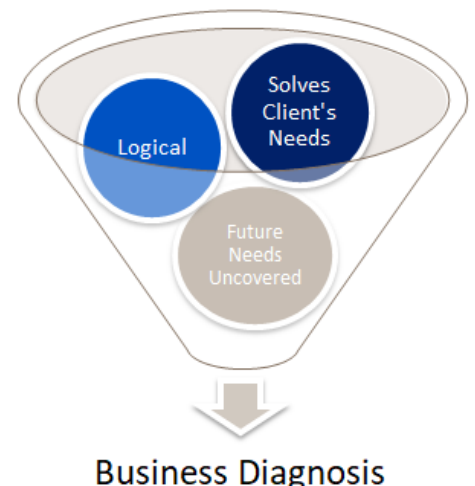 Solves
Client's
Needs
Logical
Future
Needs
Uncovered
Business Diagnosis